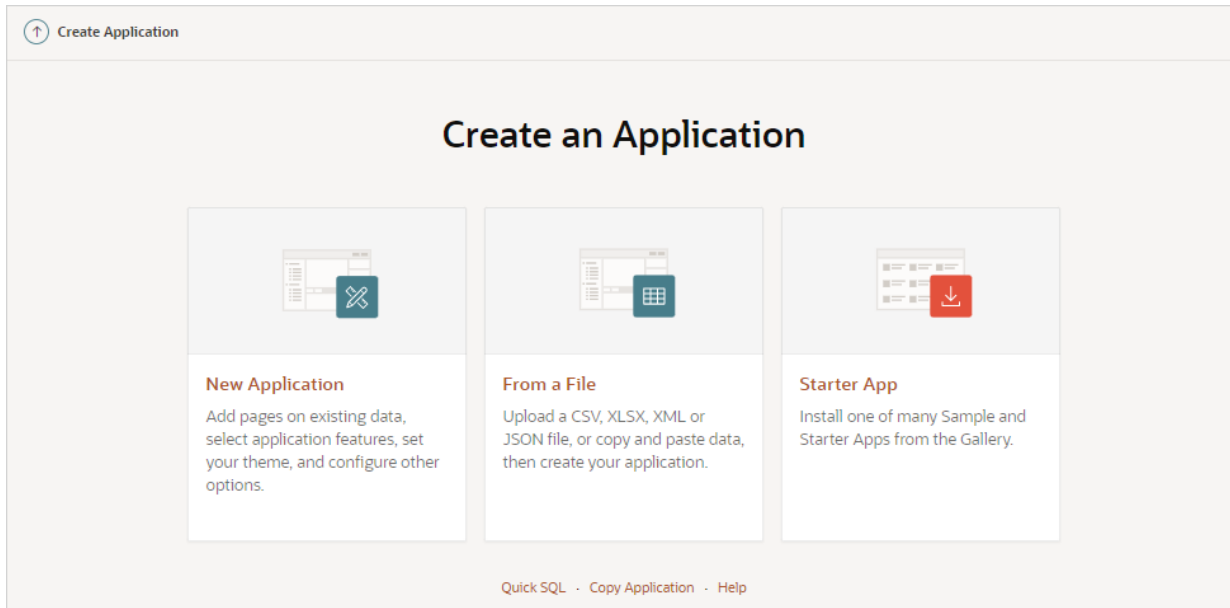 Create Application
Create an Application
New Application
Add pages on existing data,
select application features, set
your theme, and configure other
options.
From a File
Upload a CSV, XLSX, XML or
JSON file, or copy and paste data,
then create your application.
Starter App
Install one of many Sample and
Starter Apps from the Gallery.
Quick SQL · Copy Application · Help